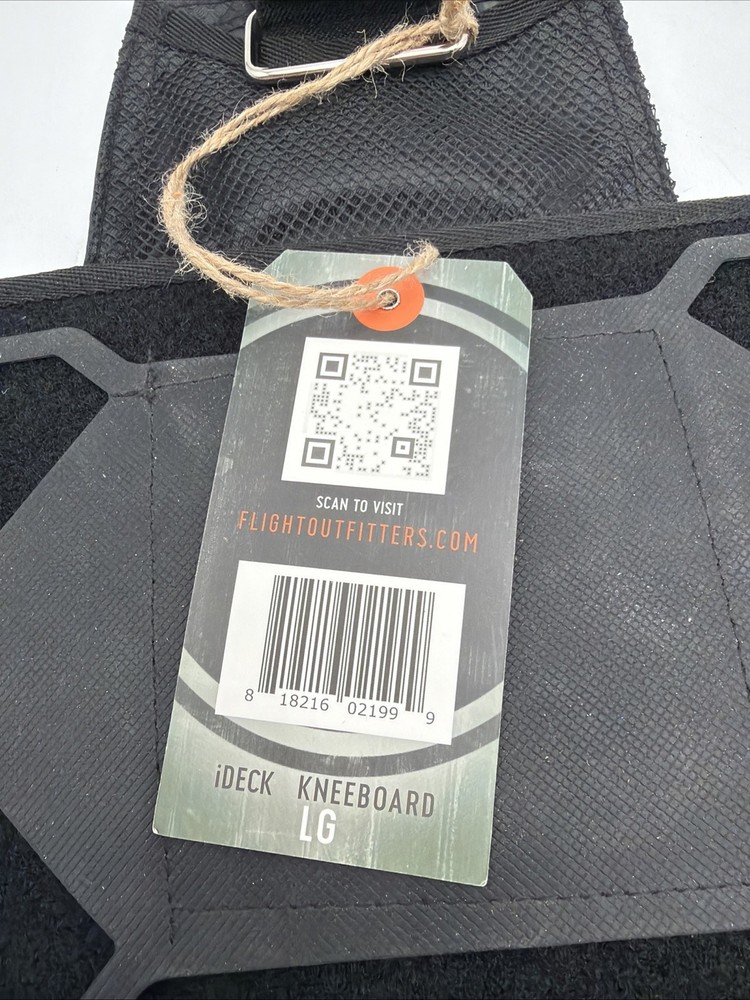 SCAN TO VISIT
FLIGHTOUTFITTERS.COM
8 18216 02199 9
iDECK KNEEBOARD
LG